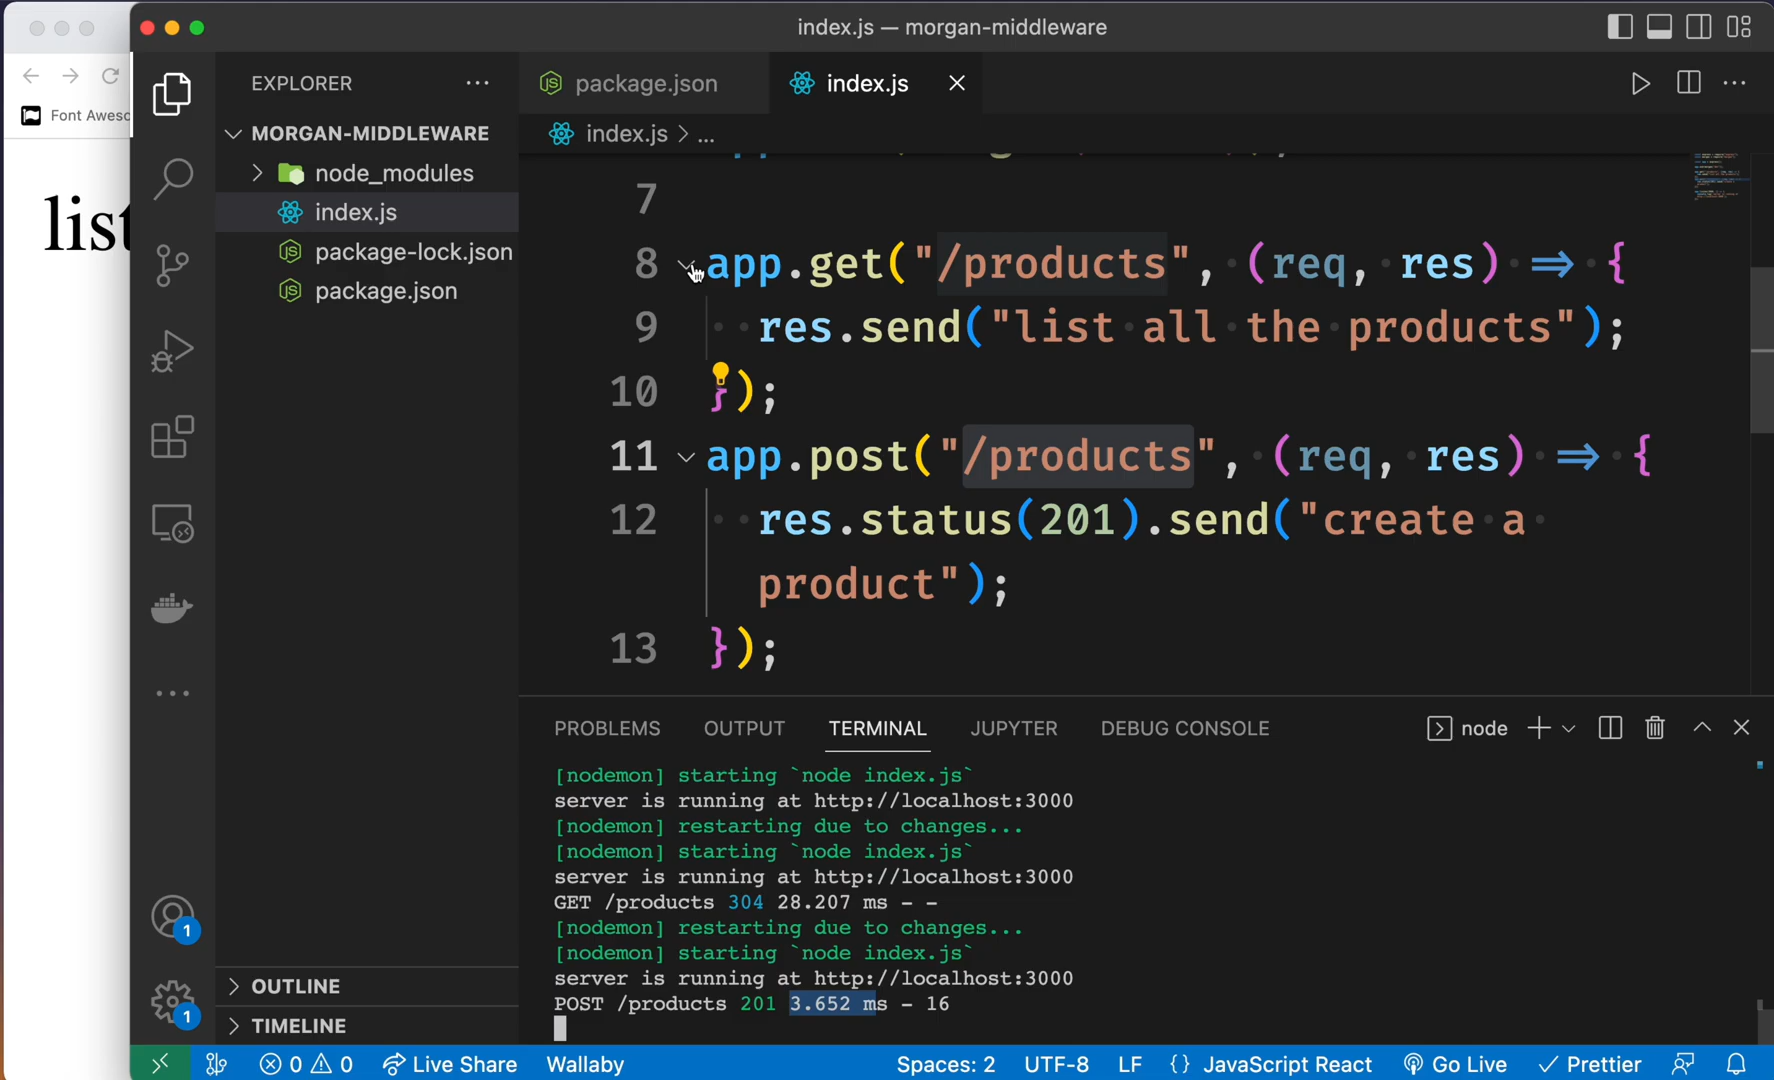 index.js — morgan-middleware
Font Aweso
list
EXPLORER
MORGAN-MIDDLEWARE
node_modules
index.js
package-lock.json
package.json
OUTLINE
TIMELINE
package.json
index.js
index.js > ...
7
8 app.get("/products", (req, res) => {
9 res.send("list all the products");
10 });
11 app.post("/products", (req, res) => {
12 res.status(201).send("create a
product");
13 });
PROBLEMS OUTPUT TERMINAL JUPYTER DEBUG CONSOLE node
[nodemon] starting `node index.js`
server is running at http://localhost:3000
[nodemon] restarting due to changes...
[nodemon] starting `node index.js`
server is running at http://localhost:3000
GET /products 304 28.207 ms - -
[nodemon] restarting due to changes...
[nodemon] starting `node index.js`
server is running at http://localhost:3000
POST /products 201 3.652 ms - 16
1
1
0 0 Live Share Wallaby Spaces: 2 UTF-8 LF {} JavaScript React Go Live Prettier